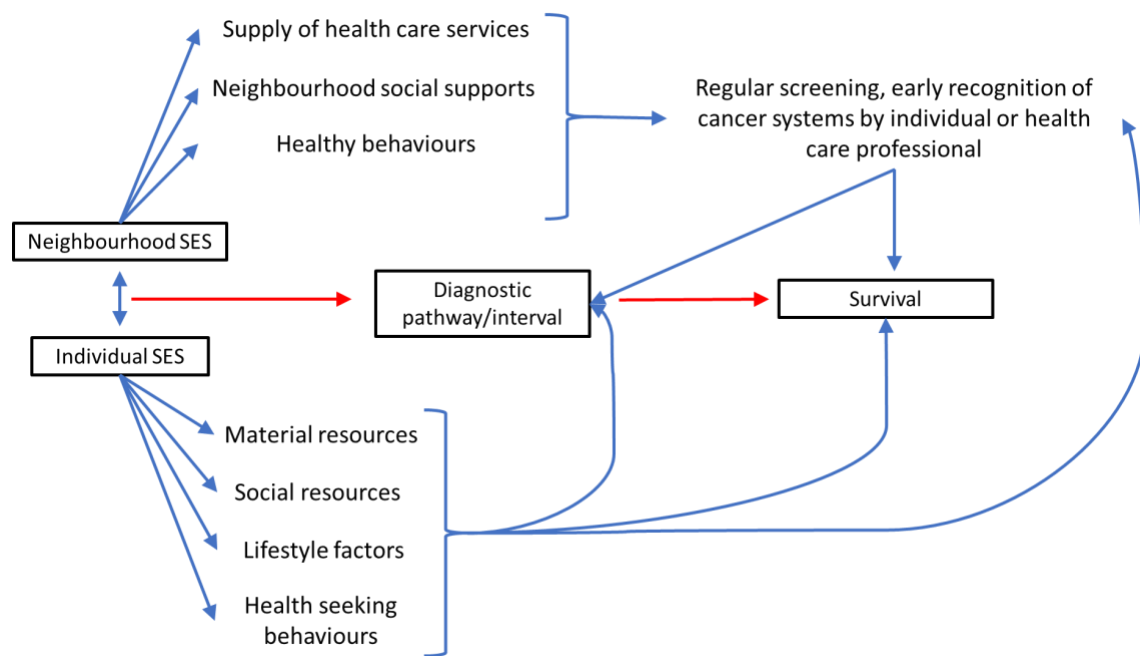 Supply of health care services
Neighbourhood social supports
Healthy behaviours
Regular screening, early recognition of
cancer systems by individual or health
care professional
Neighbourhood SES
Diagnostic
pathway/interval
Survival
Individual SES
Material resources
Social resources
Lifestyle factors
Health seeking
behaviours